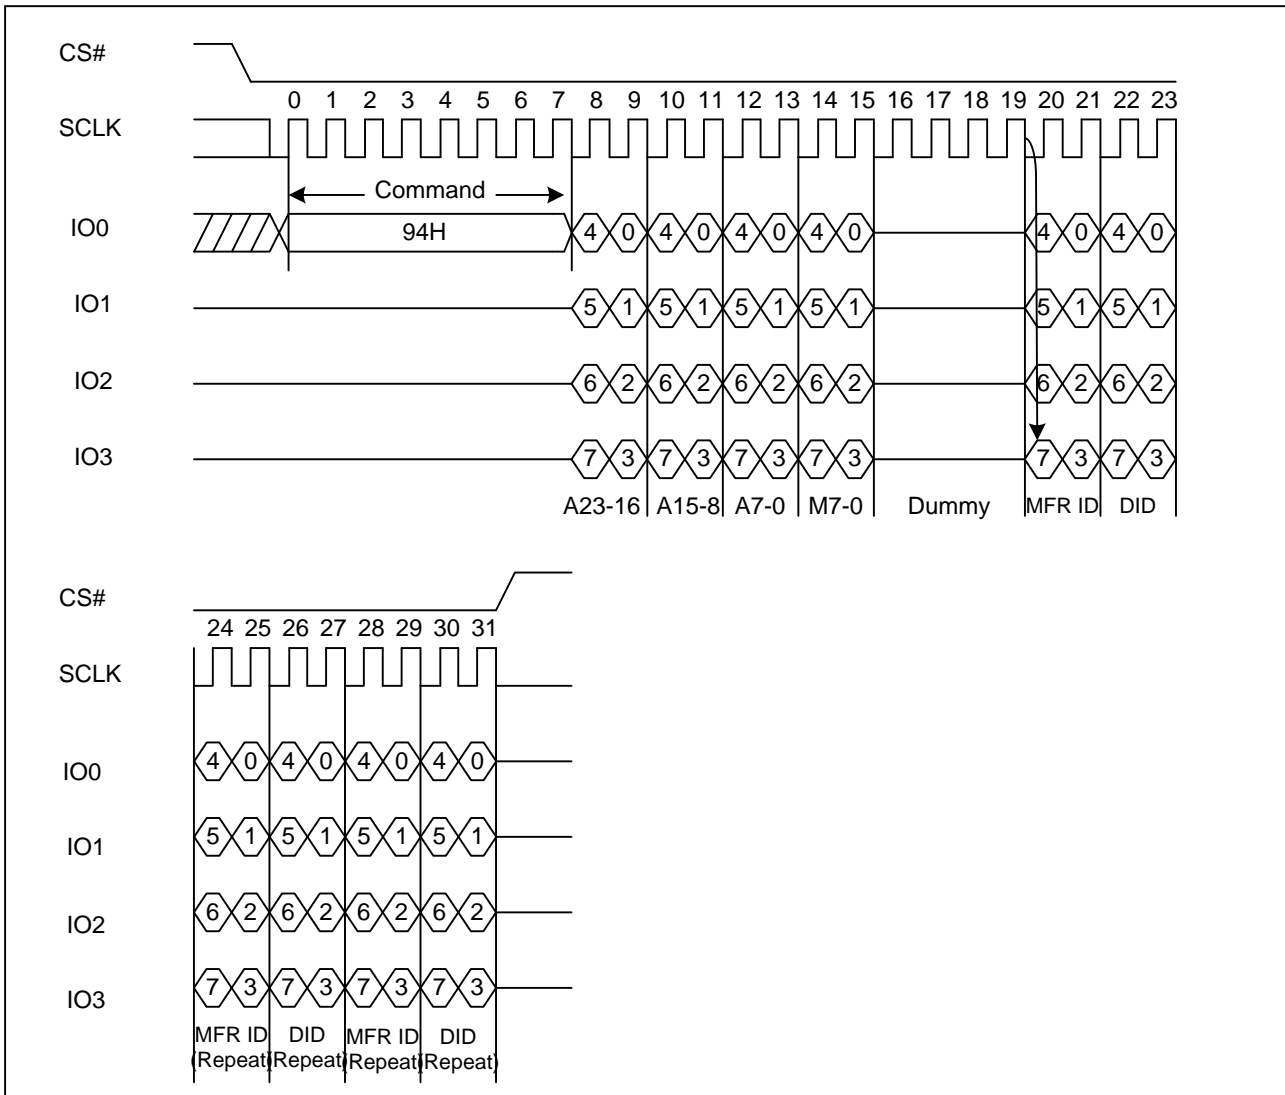 CS#
0 1 2 3 4 5 6 7 8 9 10 11 12 13 14 15 16 17 18 19 20 21 22 23
SCLK
Command
IO0 94H 4 0 4 0 4 0 4 0 4 0 4 0
IO1 5 1 5 1 5 1 5 1 5 1 5 1
IO2 6 2 6 2 6 2 6 2 6 2 6 2
IO3 7 3 7 3 7 3 7 3 7 3 7 3
A23-16 A15-8 A7-0 M7-0 Dummy MFR ID DID
CS#
24 25 26 27 28 29 30 31
SCLK
IO0 4 0 4 0 4 0 4 0
IO1 5 1 5 1 5 1 5 1
IO2 6 2 6 2 6 2 6 2
IO3 7 3 7 3 7 3 7 3
MFR ID DID MFR ID DID
(Repeat) (Repeat) (Repeat) (Repeat)